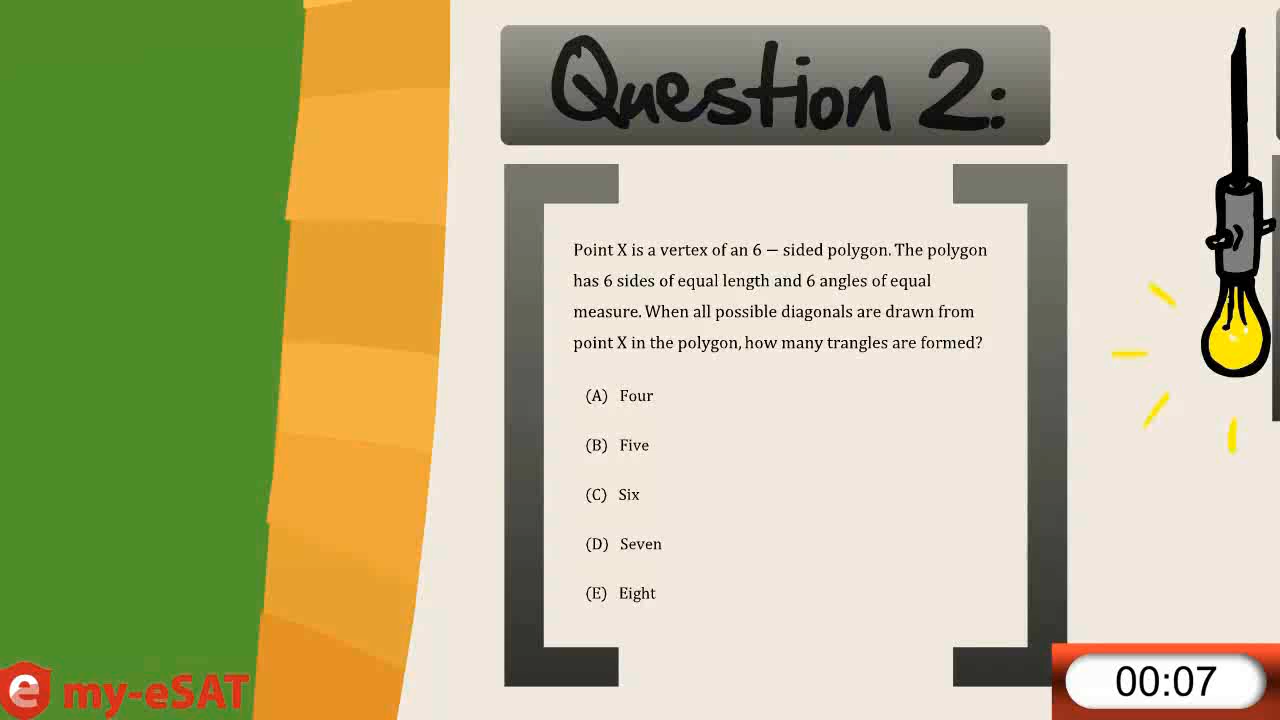 Question 2:
Point X is a vertex of an 6 − sided polygon. The polygon
has 6 sides of equal length and 6 angles of equal
measure. When all possible diagonals are drawn from
point X in the polygon, how many trangles are formed?
(A) Four
(B) Five
(C) Six
(D) Seven
(E) Eight
e my-eSAT
00:07